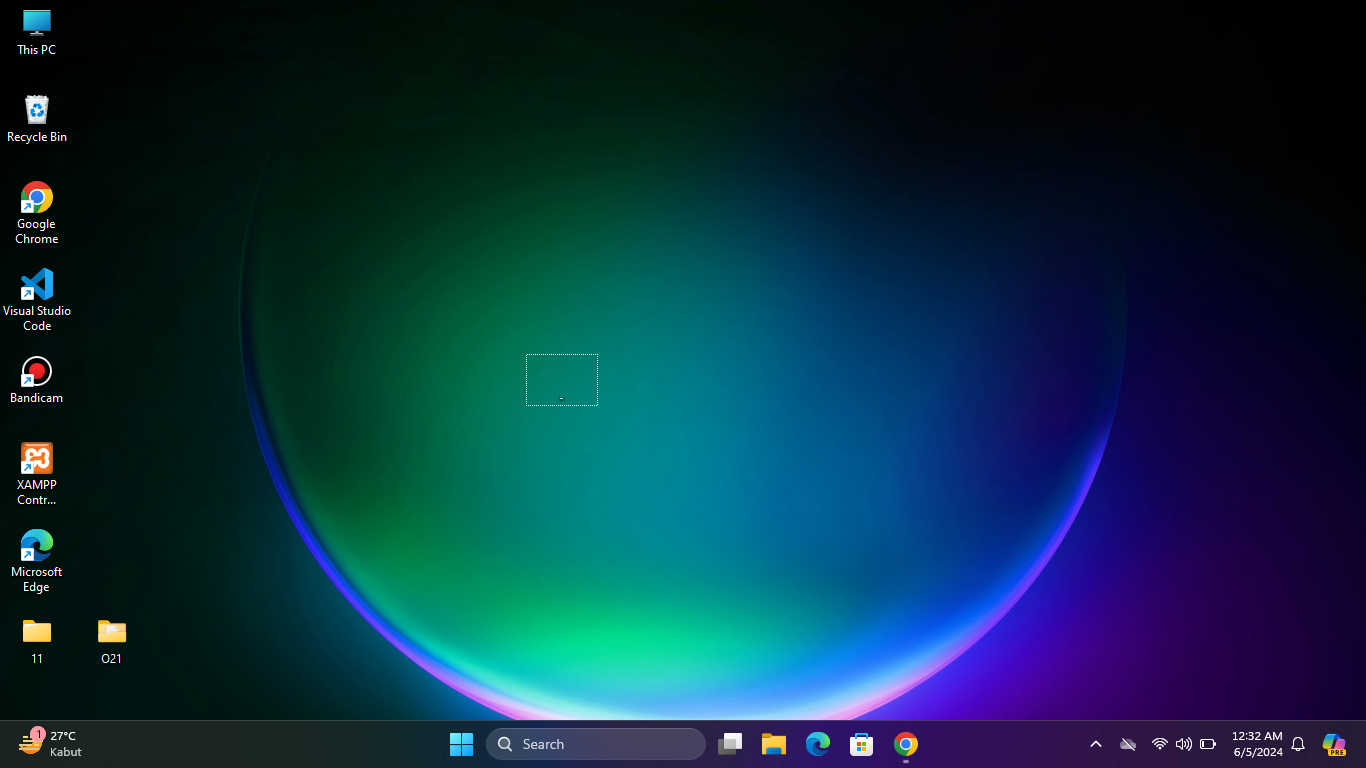 This PC
Recycle Bin
Google
Chrome
Visual Studio
Code
Bandicam
XAMPP
Contr...
Microsoft
Edge
11
O21
1
27°C
Kabut
Search
12:32 AM
6/5/2024
PRE